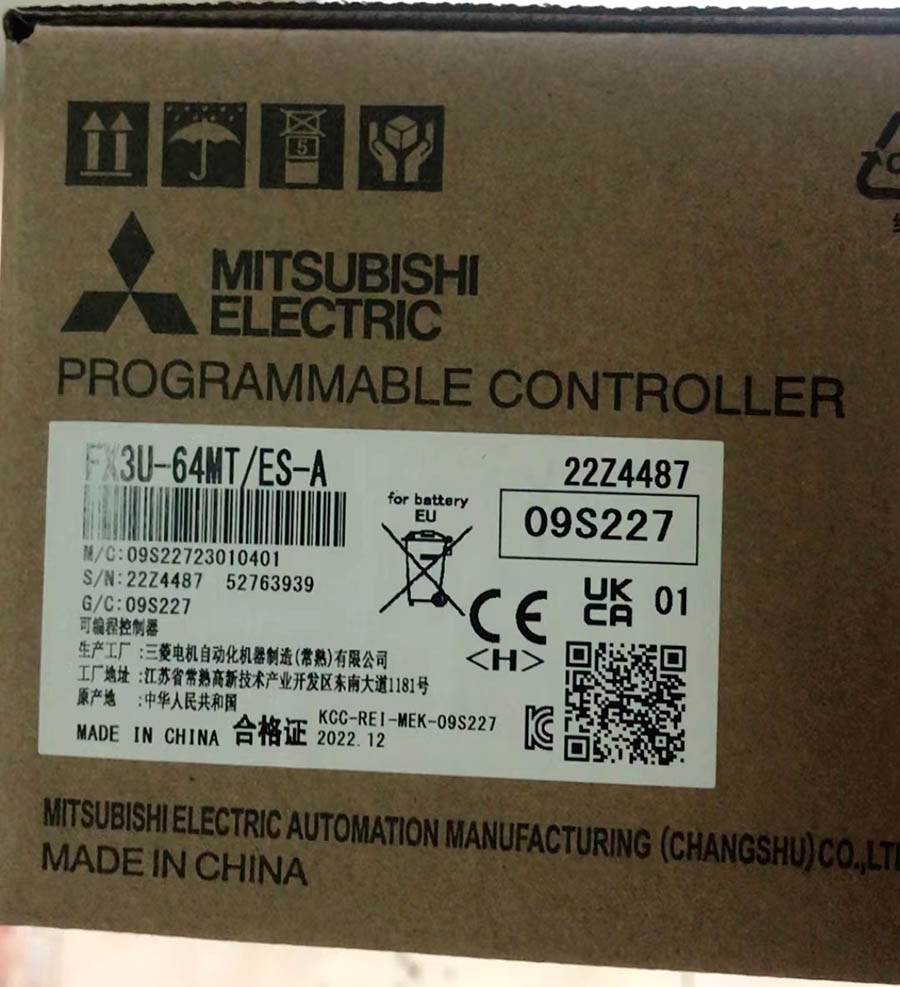 5
MITSUBISHI
ELECTRIC
PROGRAMMABLE CONTROLLER
FX3U-64MT/ES-A
22Z4487
09S227
for battery
EU
M/C:09S22723010401
S/N:22Z4487 52763939
G/C:09S227
可编程控制器
生产工厂 :三菱电机自动化机器制造(常熟)有限公司
工厂地址 :江苏省常熟高新技术产业开发区东南大道1181号
原产地 :中华人民共和国
MADE IN CHINA 合格证 KCC-REI-MEK-09S227
2022.12
CE
<H>
UK
CA 01
MITSUBISHI ELECTRIC AUTOMATION MANUFACTURING (CHANGSHU) CO.,LT
MADE IN CHINA